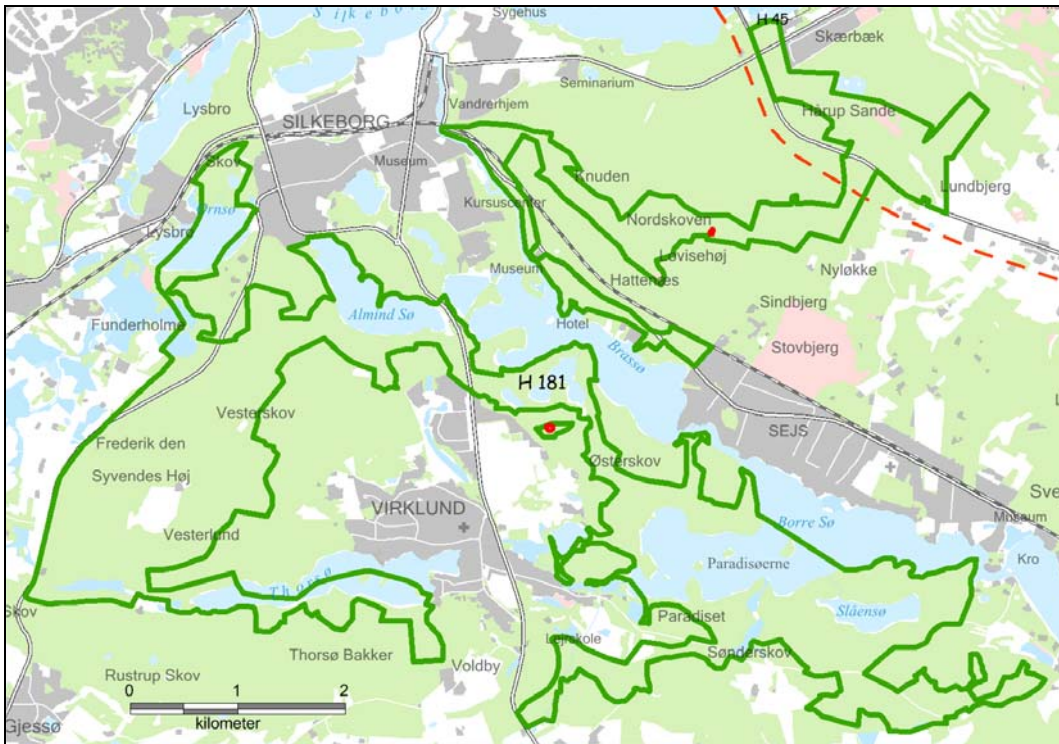 Silkebo
Sygehus
H 45
Skærbæk
Seminarium
Lysbro
Vandrerhjem
Hårup Sande
SILKEBORG
Skov
Museum
Knuden
Lundbjerg
Ørnsø
Kursuscenter
Nordskoven
Lysbro
Løvisehøj
Museum
Hattenæs
Nyløkke
Sindbjerg
Almind Sø
Funderholme
Hotel
Brassø
Stovbjerg
H 181
Vesterskov
SEJS
Frederik den
Syvendes Høj
Østerskov
Sve
VIRKLUND
Museum
Borre Sø
Vesterlund
Kro
Paradisøerne
Thorsø
Skov
Slåensø
Paradiset
Lejrskole
Sønderskov
Thorsø Bakker
Voldby
Rustrup Skov
0 1 2
kilometer
Gjessø